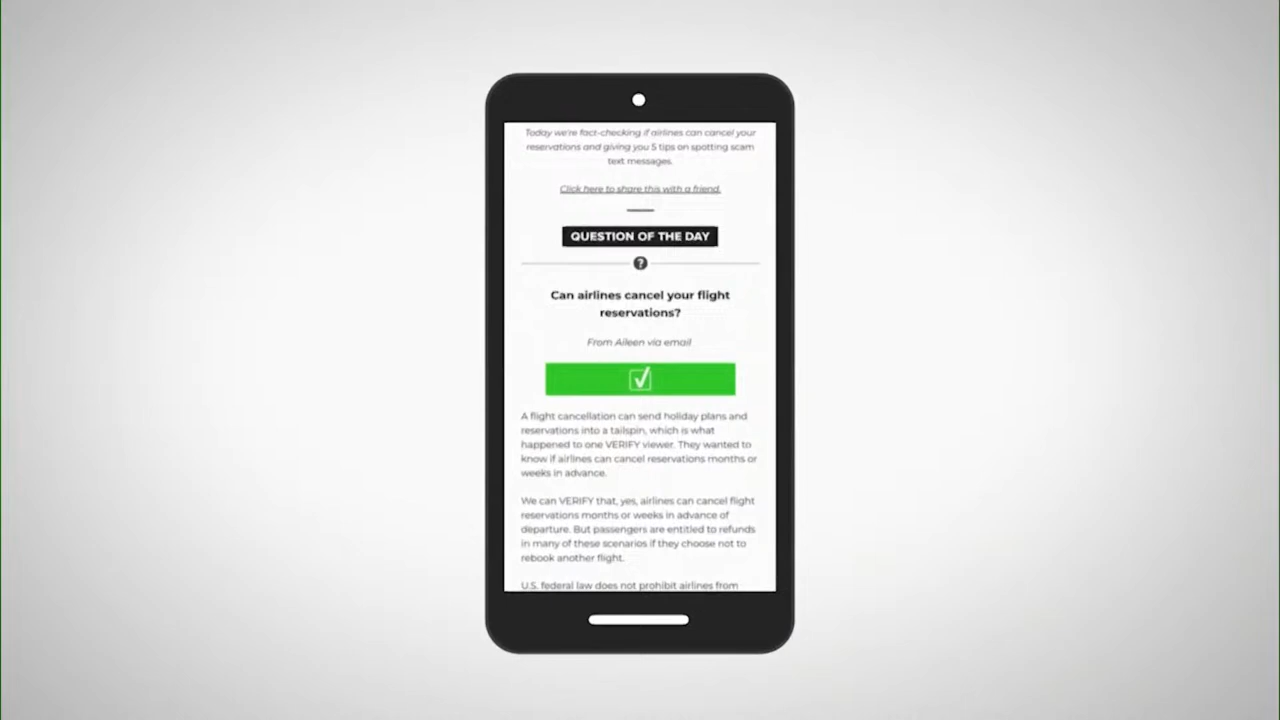 Today we're fact-checking if airlines can cancel your
reservations and giving you 5 tips on spotting scam
text messages.
Click here to share this with a friend.
QUESTION OF THE DAY
?
Can airlines cancel your flight
reservations?
From Aileen via email
A flight cancellation can send holiday plans and
reservations into a tailspin, which is what
happened to one VERIFY viewer. They wanted to
know if airlines can cancel reservations months or
weeks in advance.
We can VERIFY that, yes, airlines can cancel flight
reservations months or weeks in advance of
departure. But passengers are entitled to refunds
in many of these scenarios if they choose not to
rebook another flight.
U.S. federal law does not prohibit airlines from